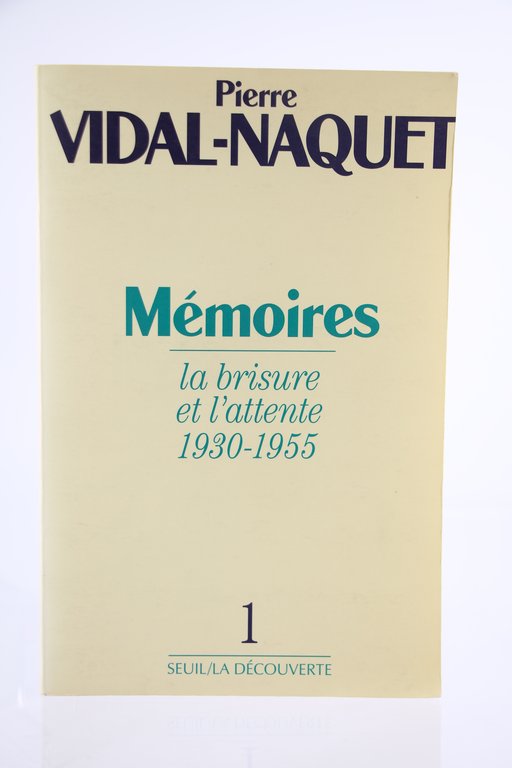 Pierre
VIDAL-NAQUET
Mémoires
la brisure
et l'attente
1930-1955
1
SEUIL/LA DÉCOUVERTE